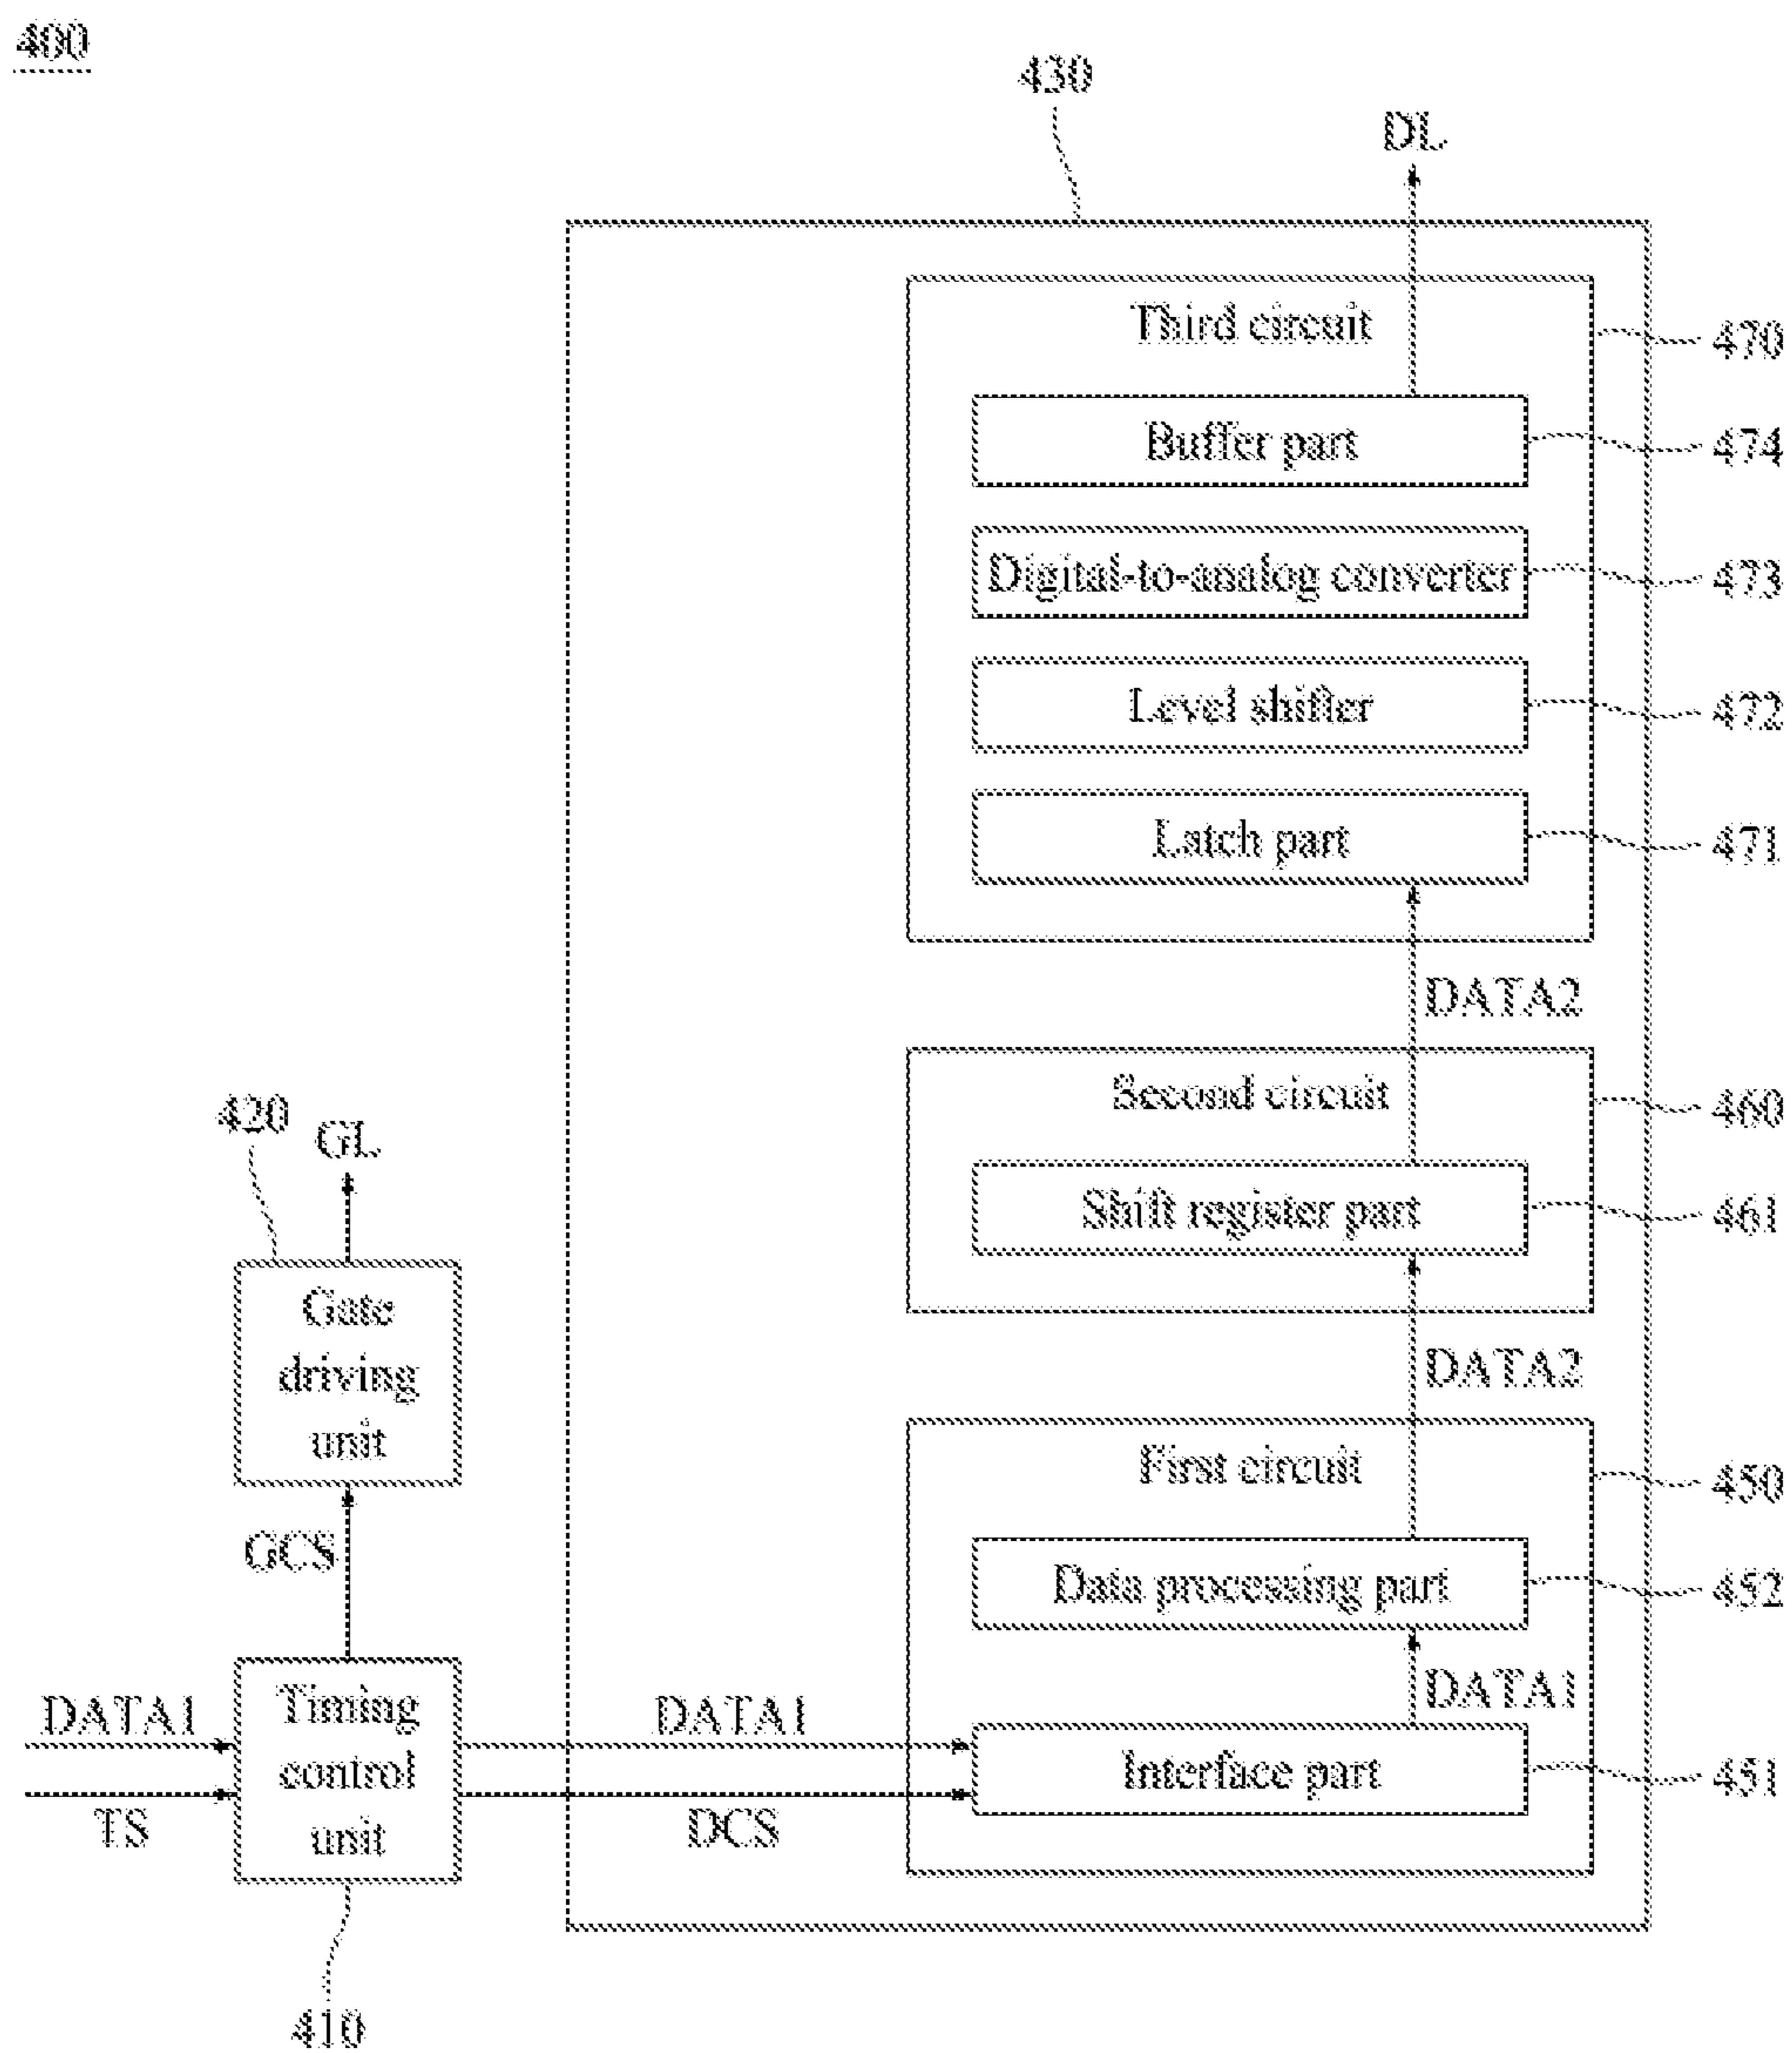 400
430
DL
Third circuit
470
Buffer part
474
Digital-to-analog converter
473
Level shifter
472
Latch part
471
DATA2
Second circuit
460
420
GL
Shift register part
461
Gate
driving
unit
DATA2
First circuit
450
GCS
Data processing part
452
DATA1
DATA1
Timing
control
unit
DATA1
Interface part
451
TS
DCS
410